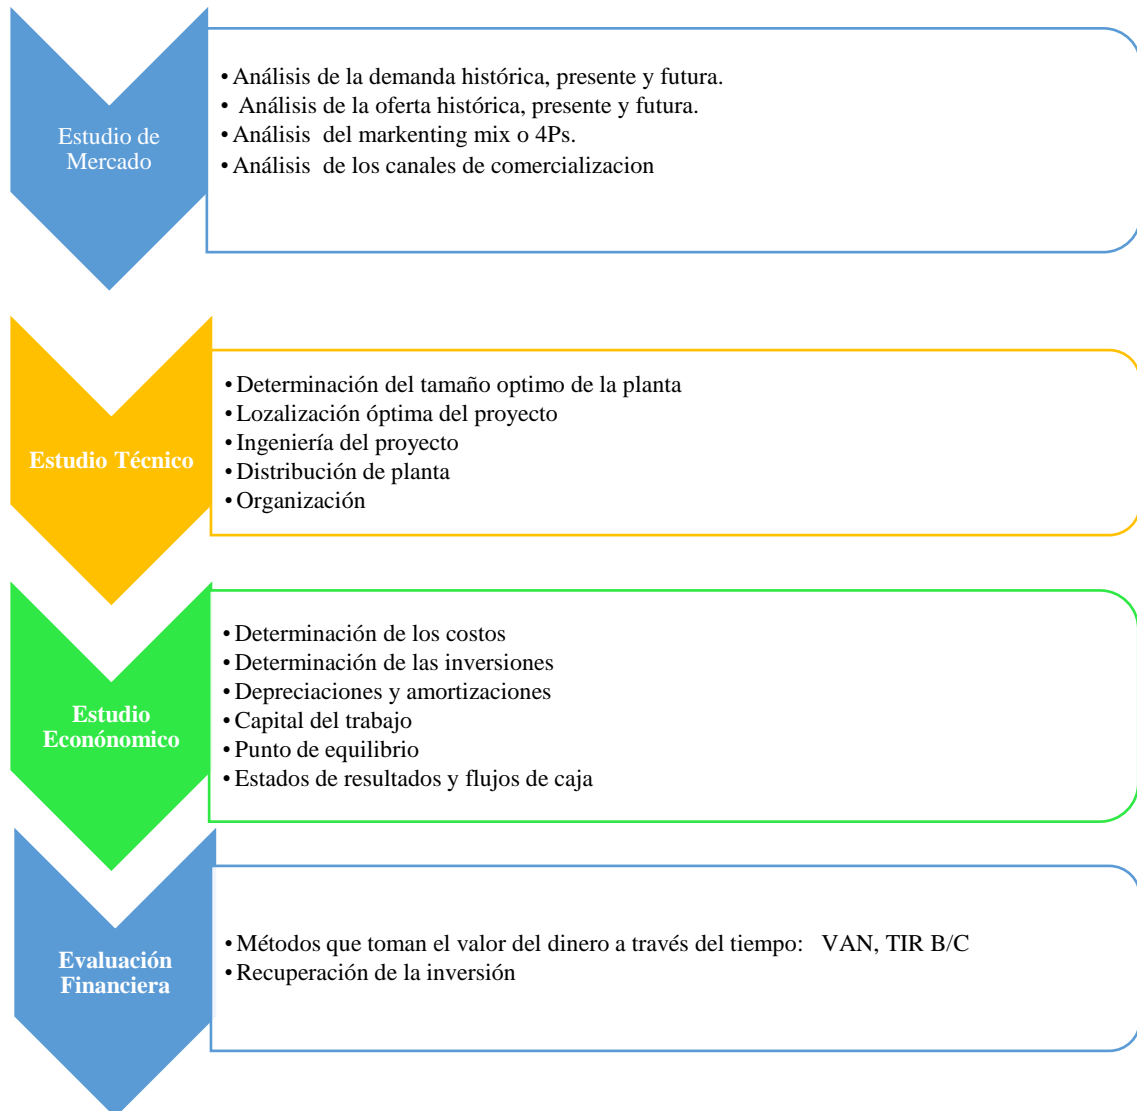 Estudio de
Mercado
• Análisis de la demanda histórica, presente y futura.
• Análisis de la oferta histórica, presente y futura.
• Análisis del markenting mix o 4Ps.
• Análisis de los canales de comercializacion
Estudio Técnico
• Determinación del tamaño optimo de la planta
• Lozalización óptima del proyecto
• Ingeniería del proyecto
• Distribución de planta
• Organización
Estudio
Econónomico
• Determinación de los costos
• Determinación de las inversiones
• Depreciaciones y amortizaciones
• Capital del trabajo
• Punto de equilibrio
• Estados de resultados y flujos de caja
Evaluación
Financiera
• Métodos que toman el valor del dinero a través del tiempo: VAN, TIR B/C
• Recuperación de la inversión